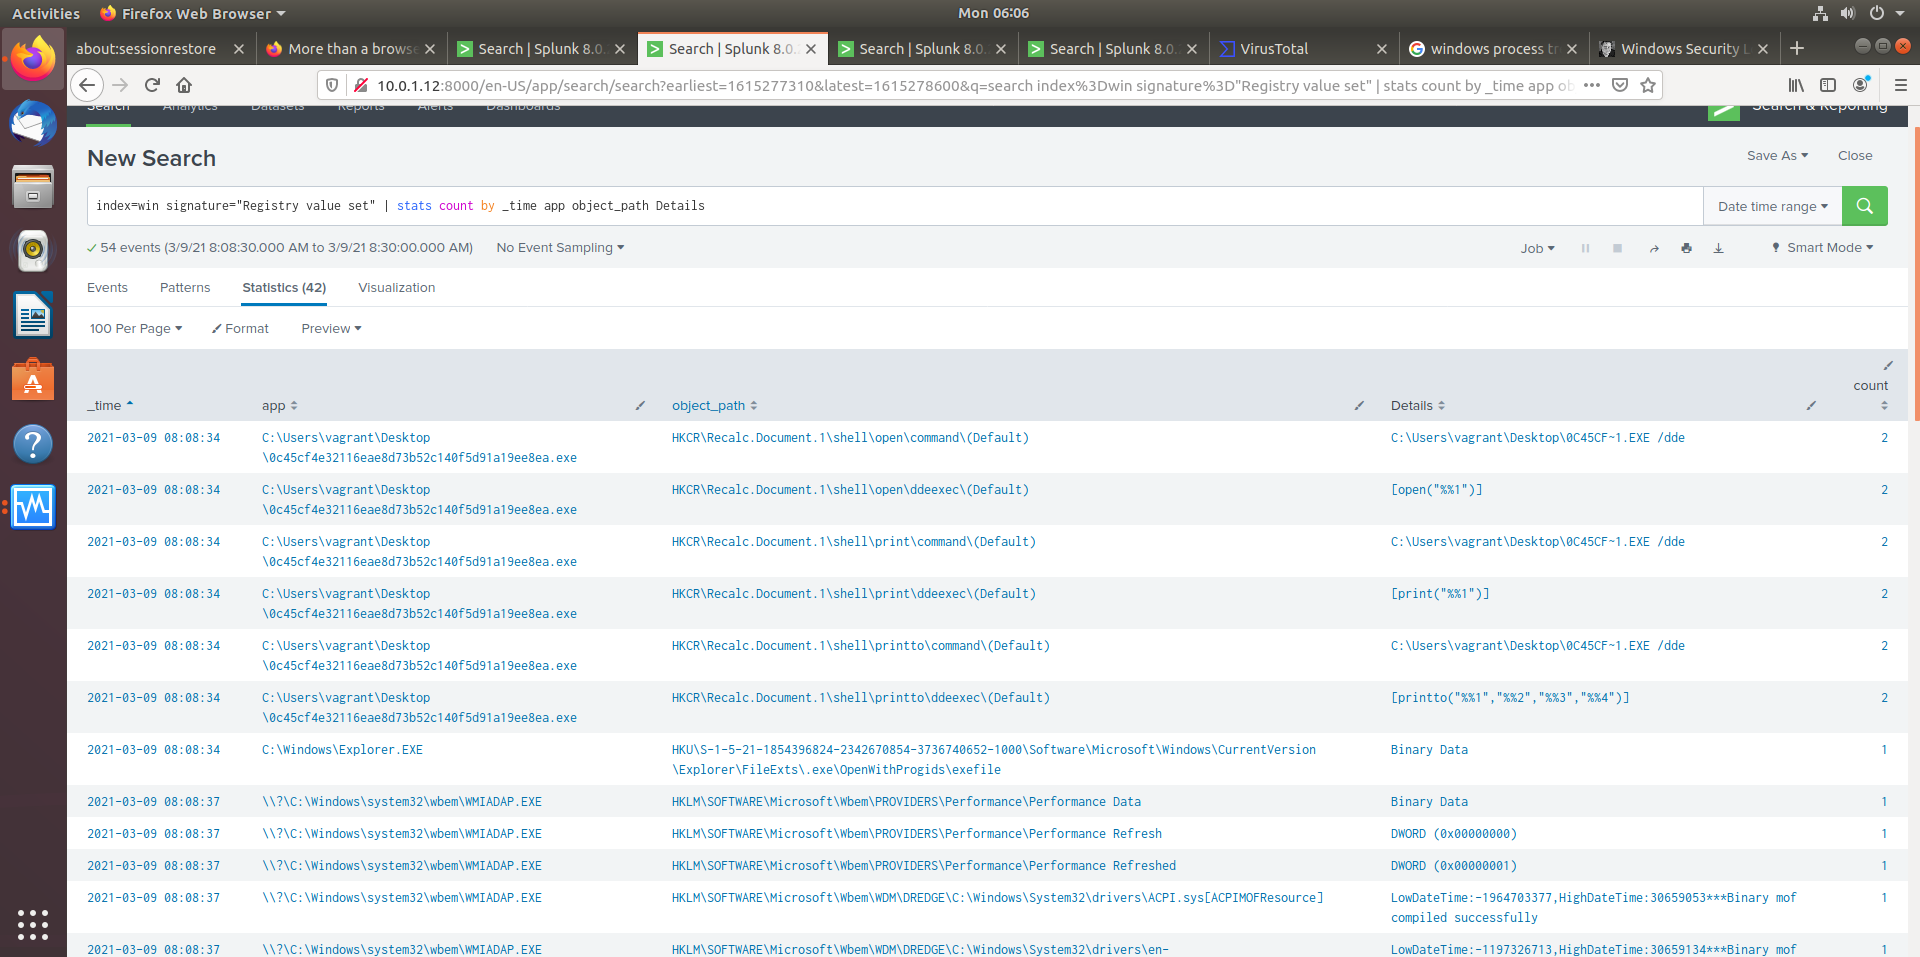 Activities Firefox Web Browser Mon 06:06
about:sessionrestore More than a browse Search | Splunk 8.0. Search | Splunk 8.0. Search | Splunk 8.0. Search | Splunk 8.0. VirusTotal windows process tr Windows Security L
10.0.1.12:8000/en-US/app/search/search?earliest=1615277310&latest=1615278600&q=search index%3Dwin signature%3D"Registry value set" | stats count by _time app ob
Search Analytics Datasets Reports Alerts Dashboards Search & Reporting
New Search Save As Close
index=win signature="Registry value set" | stats count by _time app object_path Details Date time range
54 events (3/9/21 8:08:30.000 AM to 3/9/21 8:30:00.000 AM) No Event Sampling Job Smart Mode
Events Patterns Statistics (42) Visualization
100 Per Page Format Preview
_time app object_path Details count
2021-03-09 08:08:34 C:\Users\vagrant\Desktop HKCR\Recalc.Document.1\shell\open\command\(Default) C:\Users\vagrant\Desktop\0C45CF~1.EXE /dde 2
\0c45cf4e32116eae8d73b52c140f5d91a19ee8ea.exe
2021-03-09 08:08:34 C:\Users\vagrant\Desktop HKCR\Recalc.Document.1\shell\open\ddeexec\(Default) [open("%%1")] 2
\0c45cf4e32116eae8d73b52c140f5d91a19ee8ea.exe
2021-03-09 08:08:34 C:\Users\vagrant\Desktop HKCR\Recalc.Document.1\shell\print\command\(Default) C:\Users\vagrant\Desktop\0C45CF~1.EXE /dde 2
\0c45cf4e32116eae8d73b52c140f5d91a19ee8ea.exe
2021-03-09 08:08:34 C:\Users\vagrant\Desktop HKCR\Recalc.Document.1\shell\print\ddeexec\(Default) [print("%%1")] 2
\0c45cf4e32116eae8d73b52c140f5d91a19ee8ea.exe
2021-03-09 08:08:34 C:\Users\vagrant\Desktop HKCR\Recalc.Document.1\shell\printto\command\(Default) C:\Users\vagrant\Desktop\0C45CF~1.EXE /dde 2
\0c45cf4e32116eae8d73b52c140f5d91a19ee8ea.exe
2021-03-09 08:08:34 C:\Users\vagrant\Desktop HKCR\Recalc.Document.1\shell\printto\ddeexec\(Default) [printto("%%1","%%2","%%3","%%4")] 2
\0c45cf4e32116eae8d73b52c140f5d91a19ee8ea.exe
2021-03-09 08:08:34 C:\Windows\Explorer.EXE HKU\S-1-5-21-1854396824-2342670854-3736740652-1000\Software\Microsoft\Windows\CurrentVersion Binary Data 1
\Explorer\FileExts\.exe\OpenWithProgids\exefile
2021-03-09 08:08:37 \\?\C:\Windows\system32\wbem\WMIADAP.EXE HKLM\SOFTWARE\Microsoft\Wbem\PROVIDERS\Performance\Performance Data Binary Data 1
2021-03-09 08:08:37 \\?\C:\Windows\system32\wbem\WMIADAP.EXE HKLM\SOFTWARE\Microsoft\Wbem\PROVIDERS\Performance\Performance Refresh DWORD (0x00000000) 1
2021-03-09 08:08:37 \\?\C:\Windows\system32\wbem\WMIADAP.EXE HKLM\SOFTWARE\Microsoft\Wbem\PROVIDERS\Performance\Performance Refreshed DWORD (0x00000001) 1
2021-03-09 08:08:37 \\?\C:\Windows\system32\wbem\WMIADAP.EXE HKLM\SOFTWARE\Microsoft\Wbem\WDM\DREDGE\C:\Windows\System32\drivers\ACPI.sys[ACPIMOFResource] LowDateTime:-1964703377,HighDateTime:30659053***Binary mof 1
compiled successfully
2021-03-09 08:08:37 \\?\C:\Windows\system32\wbem\WMIADAP.EXE HKLM\SOFTWARE\Microsoft\Wbem\WDM\DREDGE\C:\Windows\System32\drivers\en- LowDateTime:-1197326713,HighDateTime:30659134***Binary mof 1